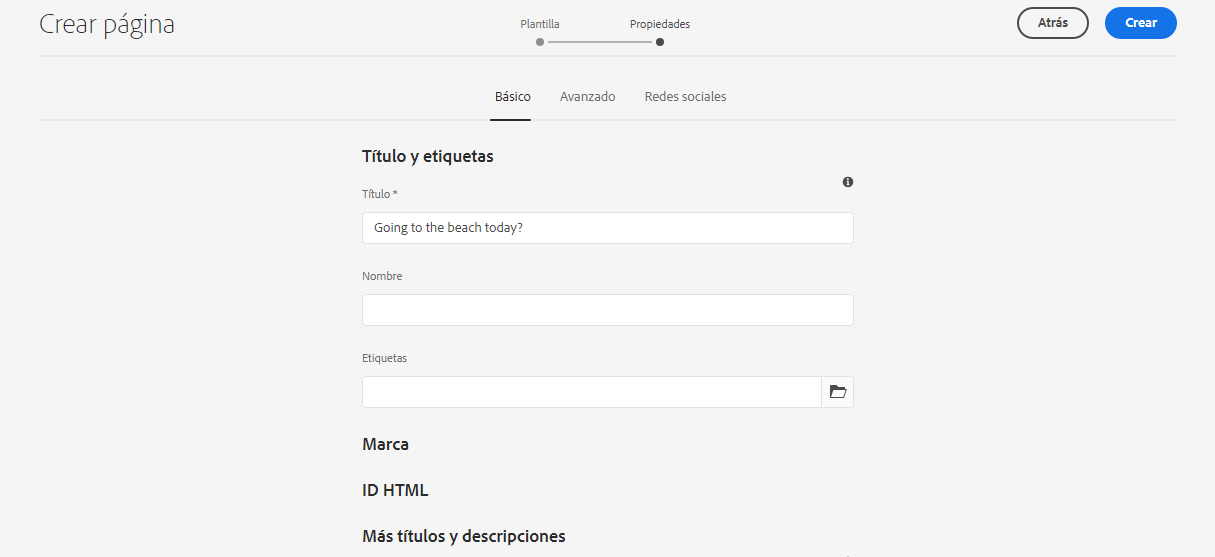 Crear página
Plantilla
Propiedades
Atrás
Crear
Básico
Avanzado
Redes sociales
Título y etiquetas
Título *
Going to the beach today?
Nombre
Etiquetas
Marca
ID HTML
Más títulos y descripciones